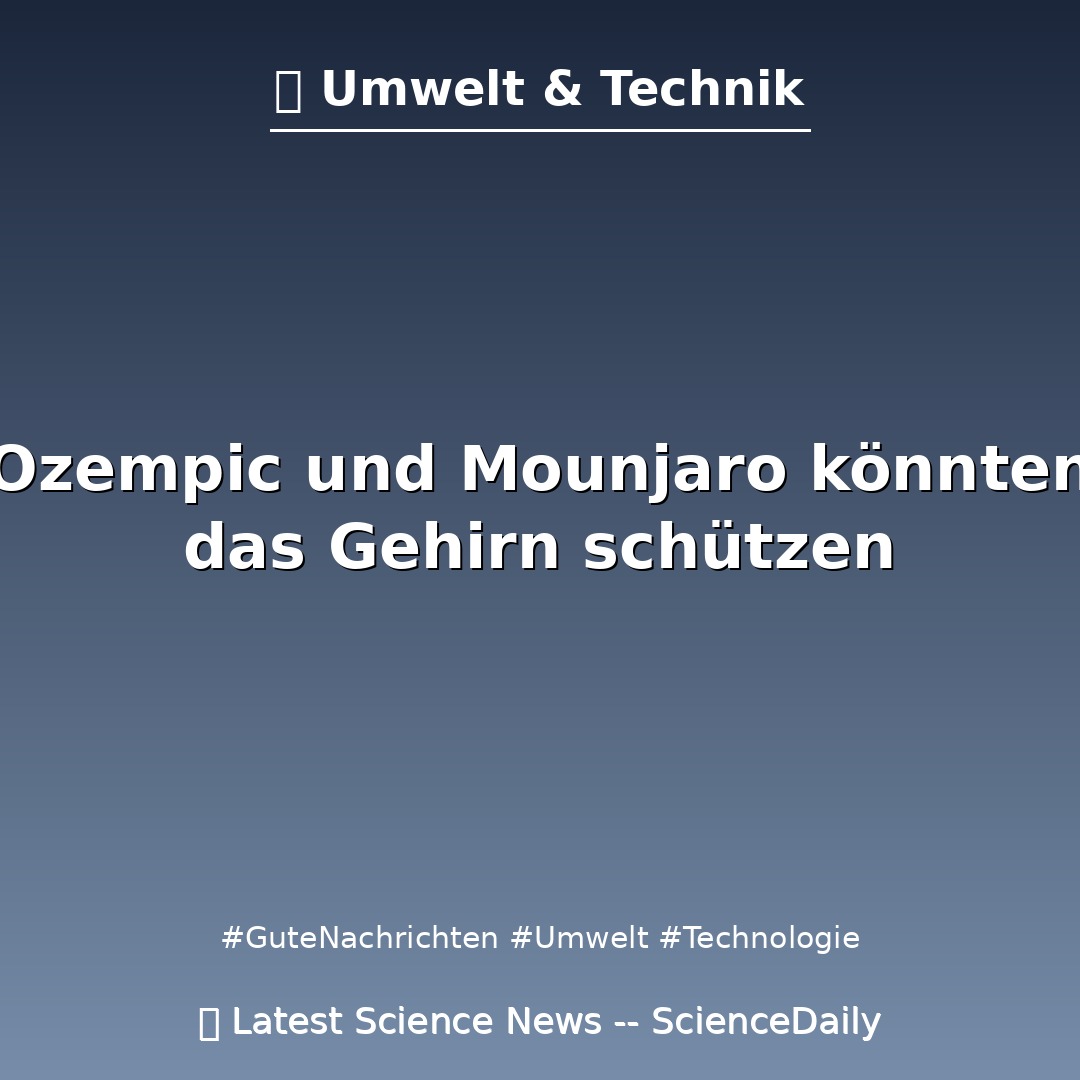 Umwelt & Technik
Ozempic und Mounjaro könnten
das Gehirn schützen
#GuteNachrichten #Umwelt #Technologie
Latest Science News -- ScienceDaily